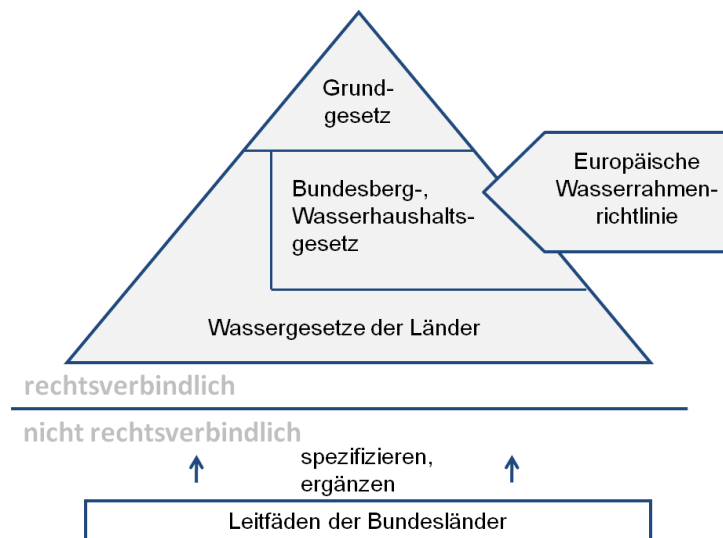 Grund-
gesetz
Bundesberg-,
Wasserhaushalts-
gesetz
Europäische
Wasserrahmen-
richtlinie
Wassergesetze der Länder
rechtsverbindlich
nicht rechtsverbindlich
spezifizieren,
ergänzen
Leitfäden der Bundesländer